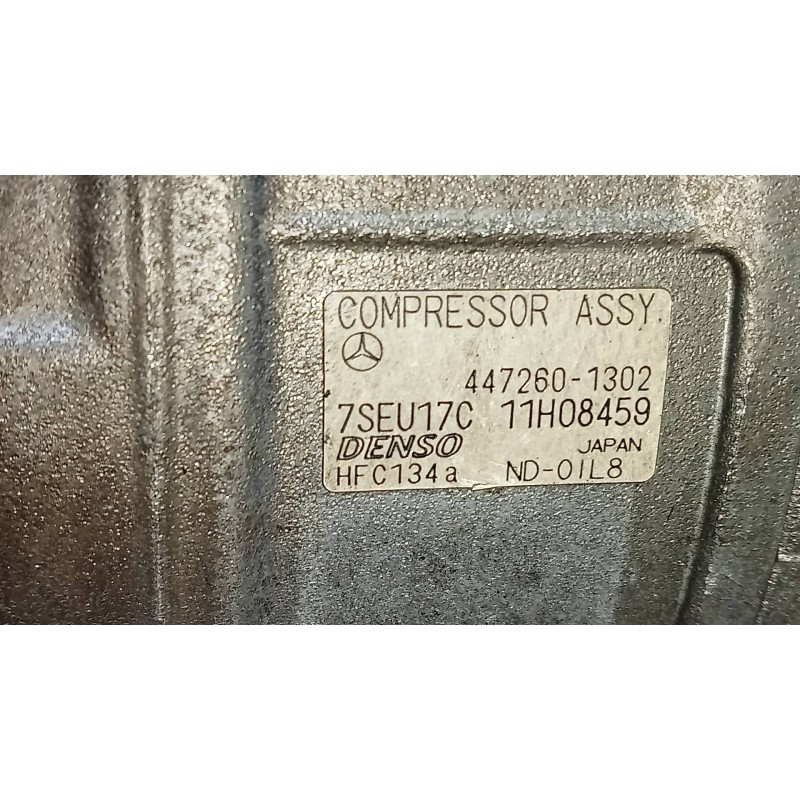 COMPRESSOR ASSY.
447260-1302
7SEU17C 11H08459
DENSO JAPAN
HFC134a ND-OIL8